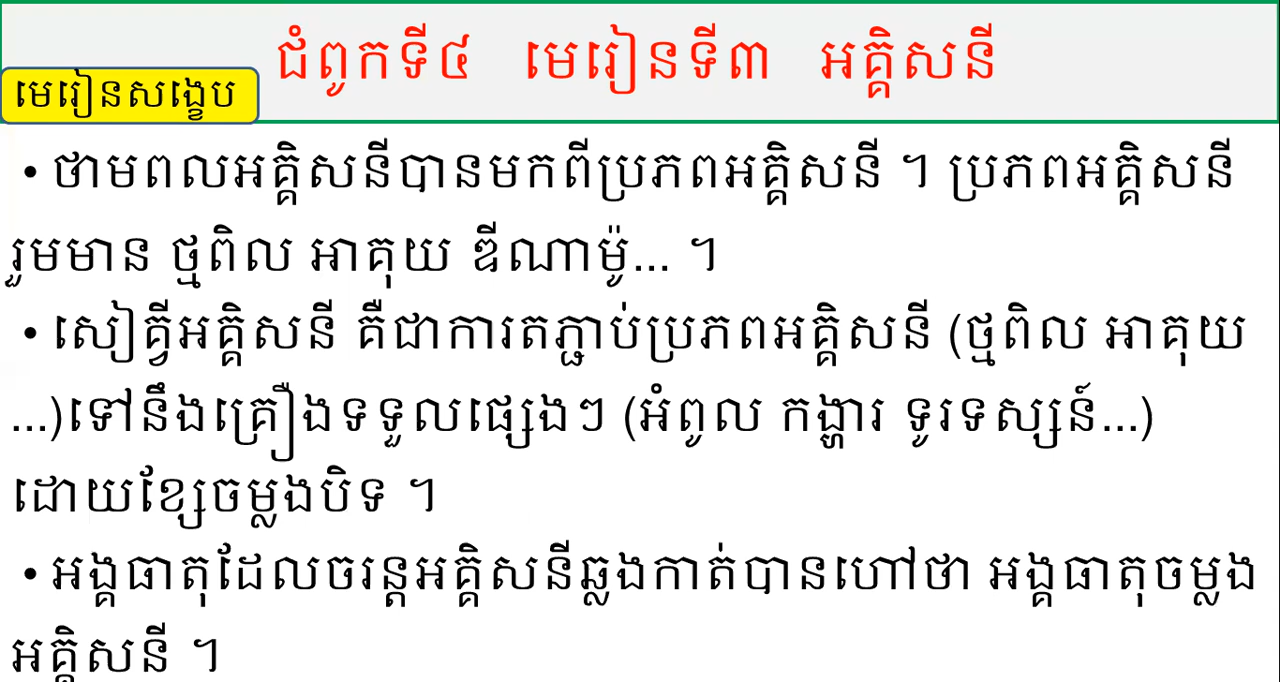 ជំពូកទី៤ មេរៀនទី៣ អគ្គិសនី
មេរៀនសង្ខេប
• ថាមពលអគ្គិសនីបានមកពីប្រភពអគ្គិសនី ។ ប្រភពអគ្គិសនី
រួមមាន ថ្មពិល អាគុយ ឌីណាម៉ូ... ។
• សៀគ្វីអគ្គិសនី គឺជាការតភ្ជាប់ប្រភពអគ្គិសនី (ថ្មពិល អាគុយ
...)ទៅនឹងគ្រឿងទទួលផ្សេងៗ (អំពូល កង្ហារ ទូរទស្សន៍...)
ដោយខ្សែចម្លងបិទ ។
• អង្គធាតុដែលចរន្តអគ្គិសនីឆ្លងកាត់បានហៅថា អង្គធាតុចម្លង
អគ្គិសនី ។